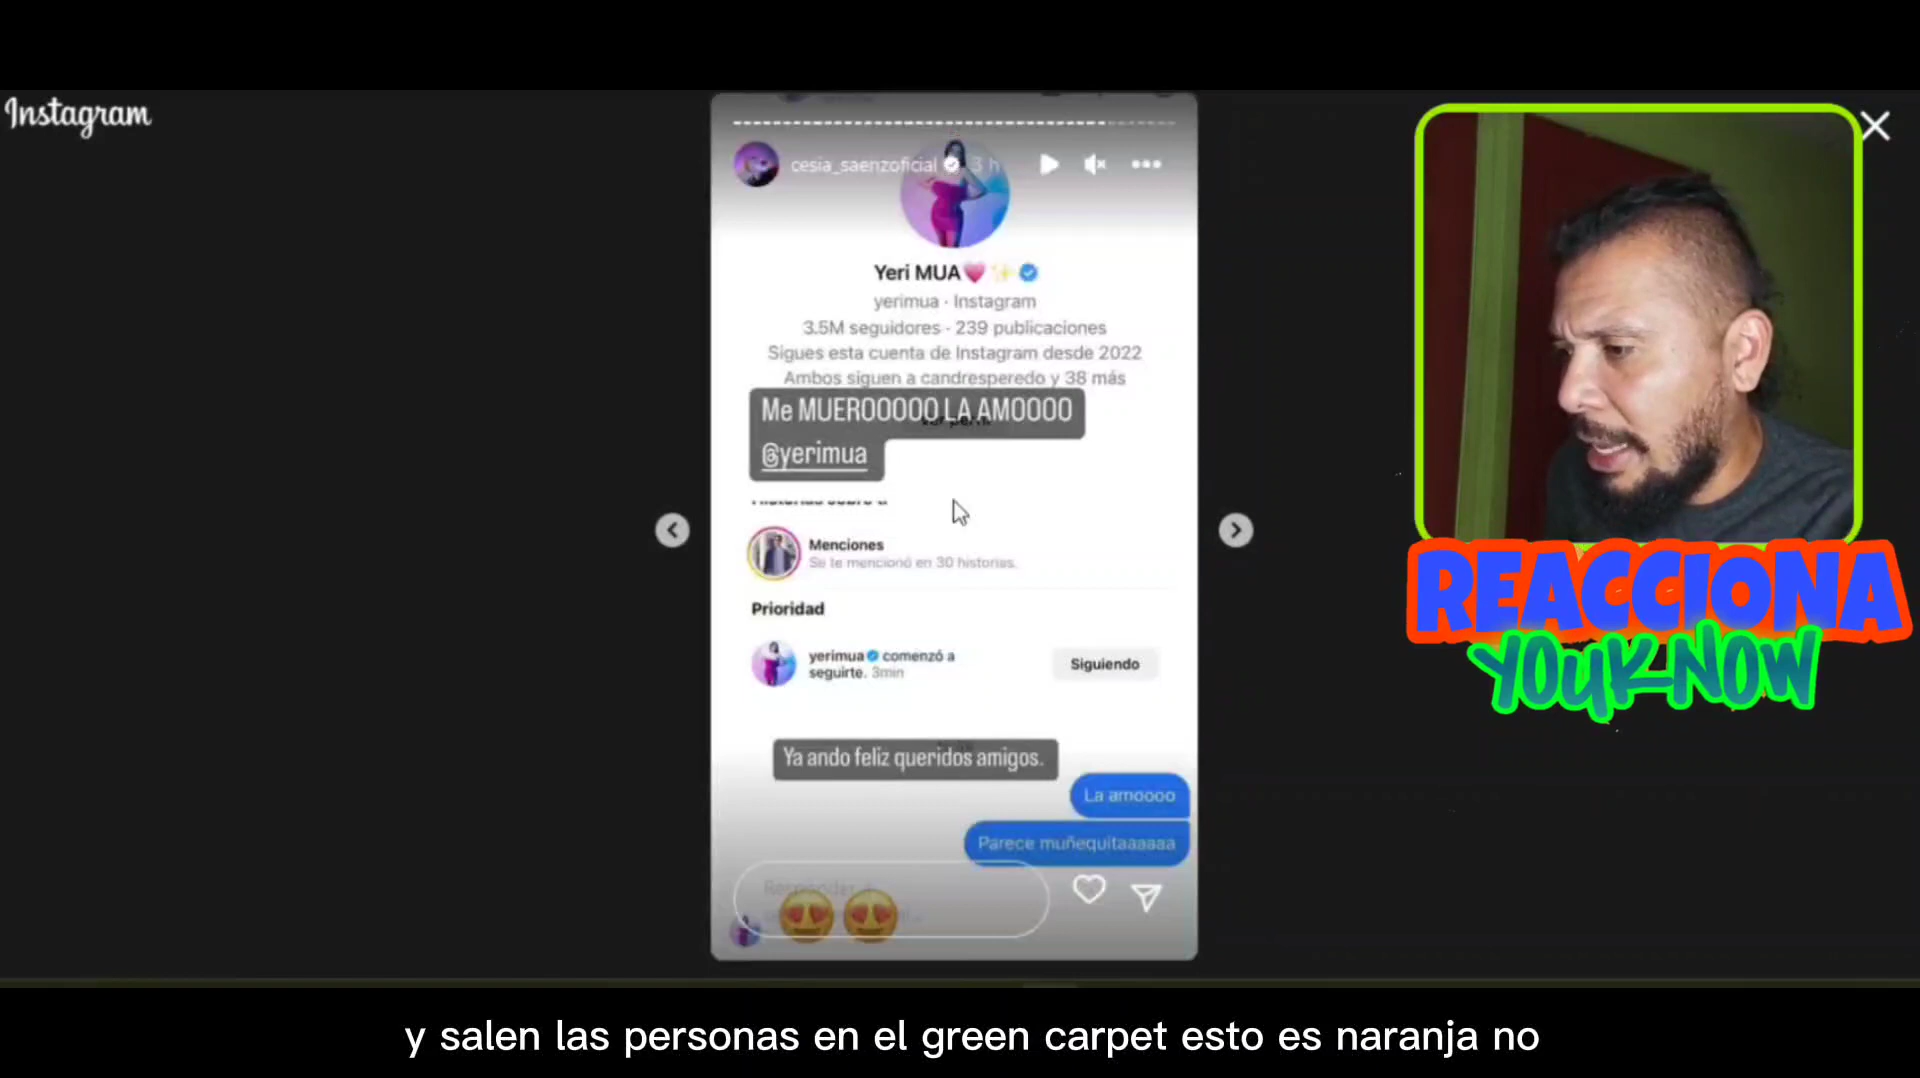 Instagram
cesia_saenzoficial 3 h
Yeri MUA
yerimua · Instagram
3.5M seguidores · 239 publicaciones
Sigues esta cuenta de Instagram desde 2022
Ambos siguen a candresperedo y 38 más
Me MUEROOOOO LA AMOOOO
@yerimua
Menciones
Se te mencionó en 30 historias.
Prioridad
yerimua comenzó a
seguirte. 3min
Siguiendo
Ya ando feliz queridos amigos.
La amoooo
Parece muñequitaaaaaa
Responder a
REACCIONA
YOUKNOW
y salen las personas en el green carpet esto es naranja no